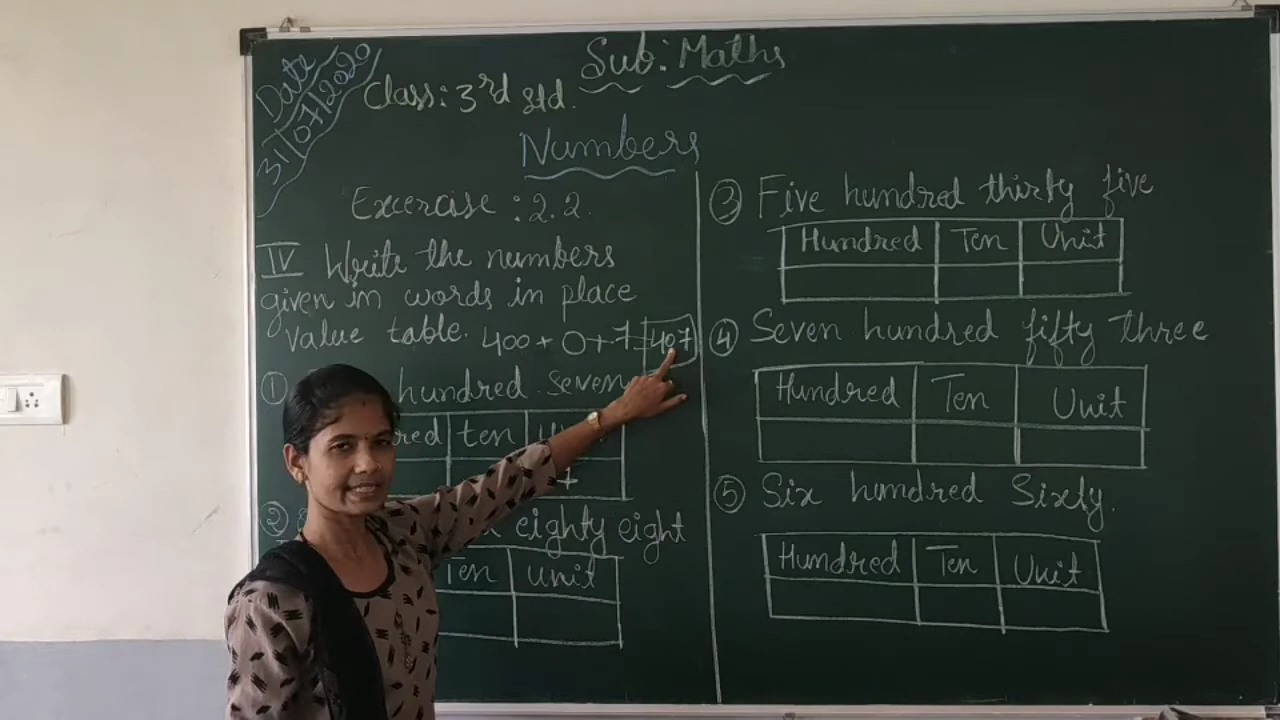 Date
31/07/2020
Class: 3rd std.
Sub: Maths
Numbers
Excercise : 2.2.
IV Write the numbers
given in words in place
value table. 400 + 0 + 7 = 407
① hundred seven
ten
② eighty eight
Ten Unit
③ Five hundred thirty five
Hundred Ten Unit
④ Seven hundred fifty three
Hundred Ten Unit
⑤ Six hundred Sixty.
Hundred Ten Unit